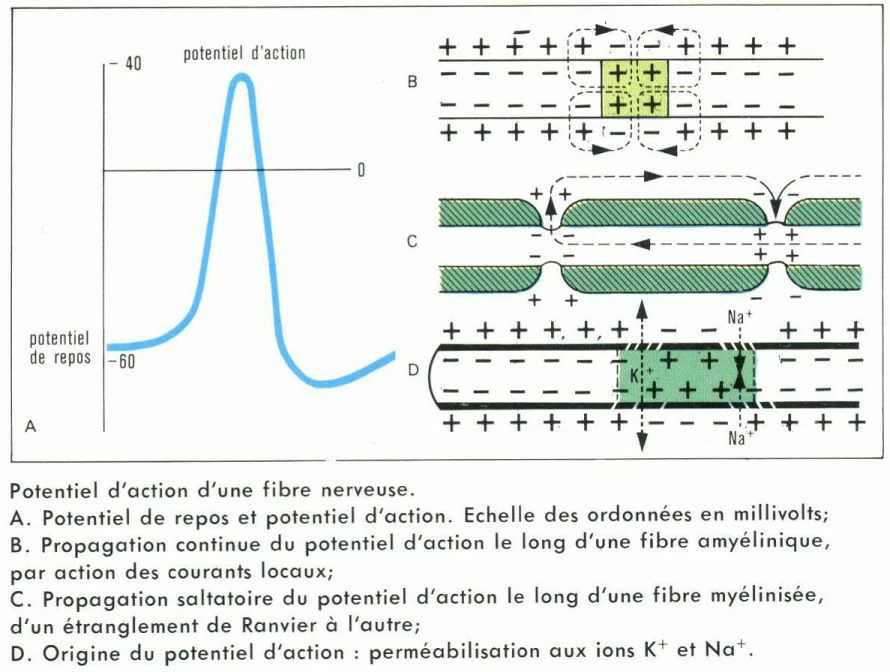 - 40
potentiel d'action
0
potentiel
de repos
-60
A
B
C
D
Na+
K+
Na+
Potentiel d'action d'une fibre nerveuse.
A. Potentiel de repos et potentiel d'action. Echelle des ordonnées en millivolts;
B. Propagation continue du potentiel d'action le long d'une fibre amyélinique,
par action des courants locaux;
C. Propagation saltatoire du potentiel d'action le long d'une fibre myélinisée,
d'un étranglement de Ranvier à l'autre;
D. Origine du potentiel d'action : perméabilisation aux ions K+ et Na+.